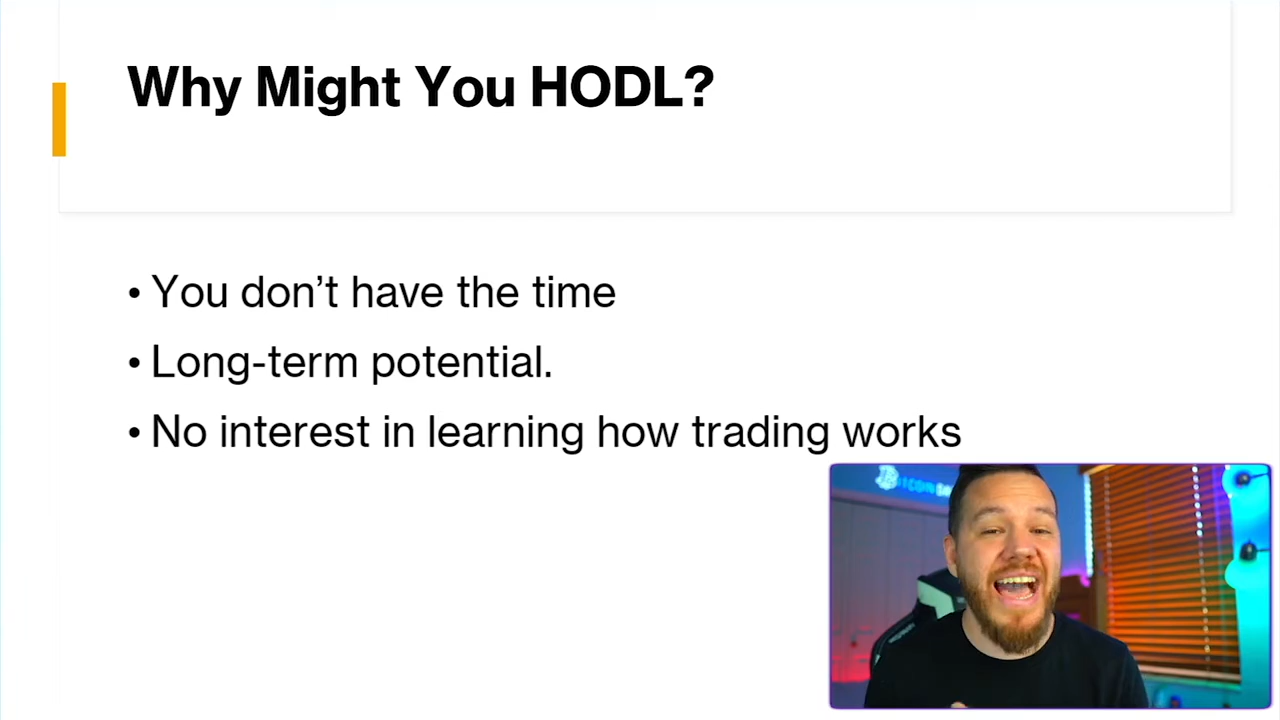 Why Might You HODL?
• You don’t have the time
• Long-term potential.
• No interest in learning how trading works